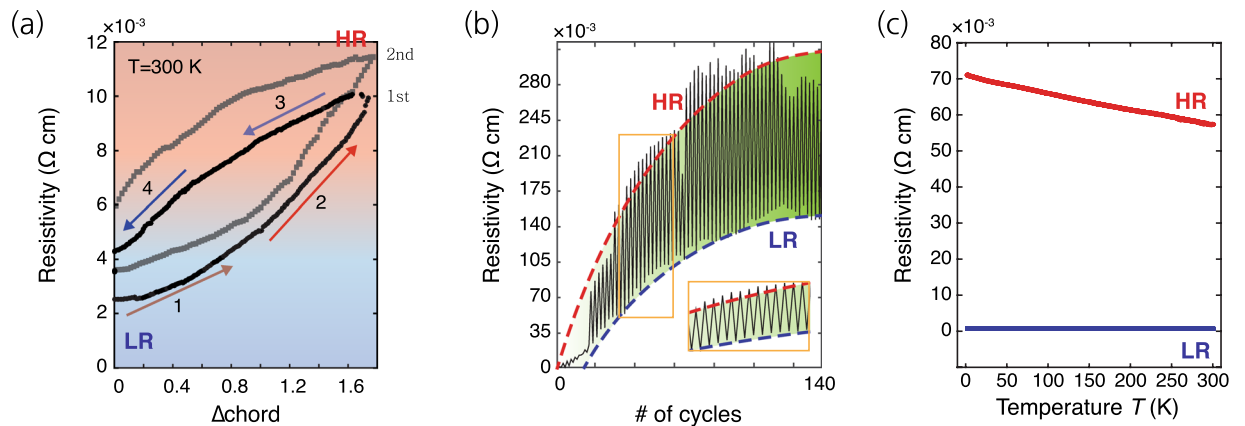 (a)
×10⁻³
HR
2nd
1st
T=300 K
3
4
2
1
LR
12
10
8
6
4
2
0
Resistivity (Ω cm)
0 0.4 0.8 1.2 1.6
Δchord
(b)
×10⁻³
HR
LR
280
245
210
175
140
105
70
35
0
Resistivity (Ω cm)
0 140
# of cycles
(c)
×10⁻³
80
70
60
50
40
30
20
10
0
HR
LR
Resistivity (Ω cm)
0 50 100 150 200 250 300
Temperature T (K)